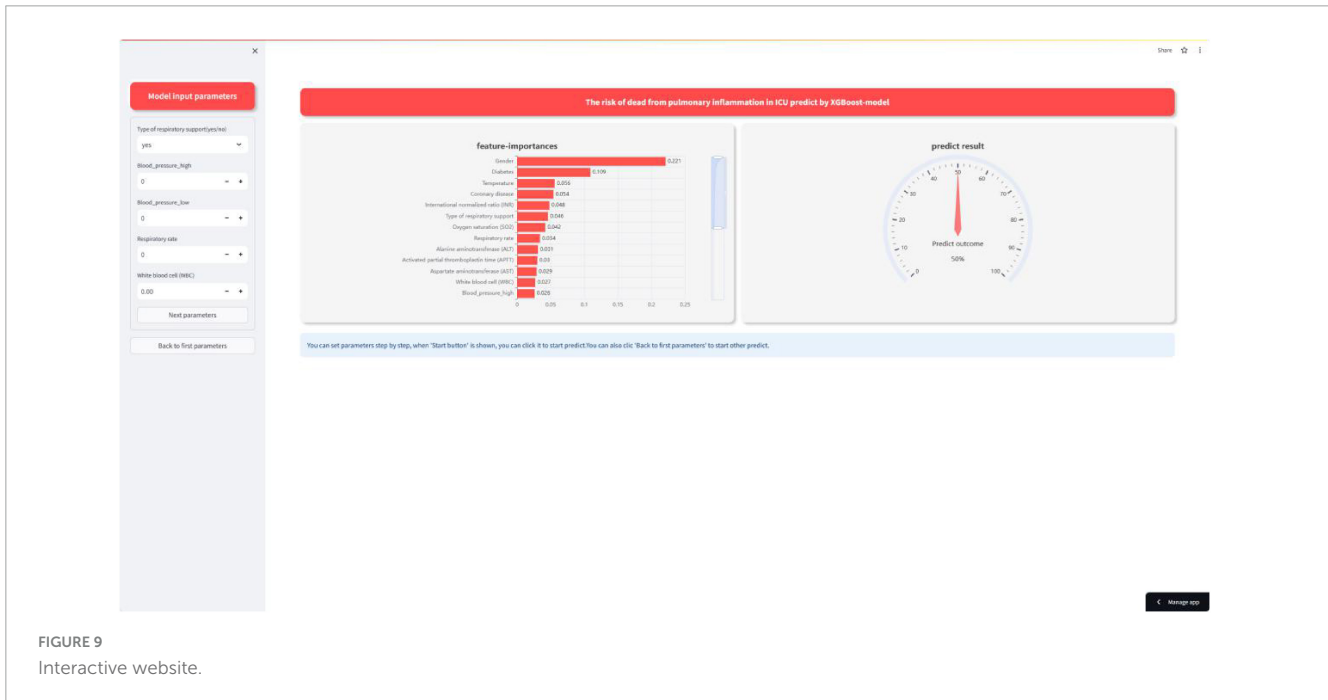 ×
Share
Model input parameters
Type of respiratory support(yes/no)
yes
Blood_pressure_high
0 - +
Blood_pressure_low
0 - +
Respiratory rate
0 - +
White blood cell (WBC)
0.00 - +
Next parameters
Back to first parameters
The risk of dead from pulmonary inflammation in ICU predict by XGBoost-model
feature-importances
Gender 0.221
Diabetes 0.109
Temperature 0.056
Coronary disease 0.054
International normalized ratio (INR) 0.048
Type of respiratory support 0.046
Oxygen saturation (SO2) 0.042
Respiratory rate 0.034
Alanine aminotransferase (ALT) 0.031
Activated partial thromboplastin time (APTT) 0.03
Aspartate aminotransferase (AST) 0.029
White blood cell (WBC) 0.027
Blood_pressure_high 0.026
0 0.05 0.1 0.15 0.2 0.25
predict result
0
10
20
30
40
50
60
70
80
90
100
Predict outcome
50%
You can set parameters step by step, when 'Start button' is shown, you can click it to start predict.You can also clic 'Back to first parameters' to start other predict.
< Manage app
FIGURE 9
Interactive website.